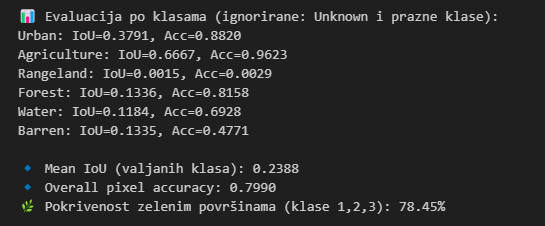 📊 Evaluacija po klasama (ignorirane: Unknown i prazne klase):
Urban: IoU=0.3791, Acc=0.8820
Agriculture: IoU=0.6667, Acc=0.9623
Rangeland: IoU=0.0015, Acc=0.0029
Forest: IoU=0.1336, Acc=0.8158
Water: IoU=0.1184, Acc=0.6928
Barren: IoU=0.1335, Acc=0.4771
🔹 Mean IoU (valjanih klasa): 0.2388
🔹 Overall pixel accuracy: 0.7990
🌿 Pokrivenost zelenim površinama (klase 1,2,3): 78.45%